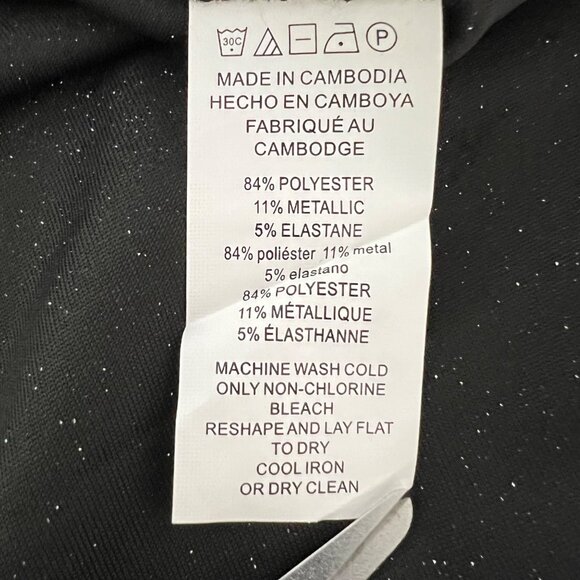 30C P
MADE IN CAMBODIA
HECHO EN CAMBOYA
FABRIQUÉ AU
CAMBODGE
84% POLYESTER
11% METALLIC
5% ELASTANE
84% poliéster 11% metal
5% elastano
84% POLYESTER
11% MÉTALLIQUE
5% ÉLASTHANNE
MACHINE WASH COLD
ONLY NON-CHLORINE
BLEACH
RESHAPE AND LAY FLAT
TO DRY
COOL IRON
OR DRY CLEAN